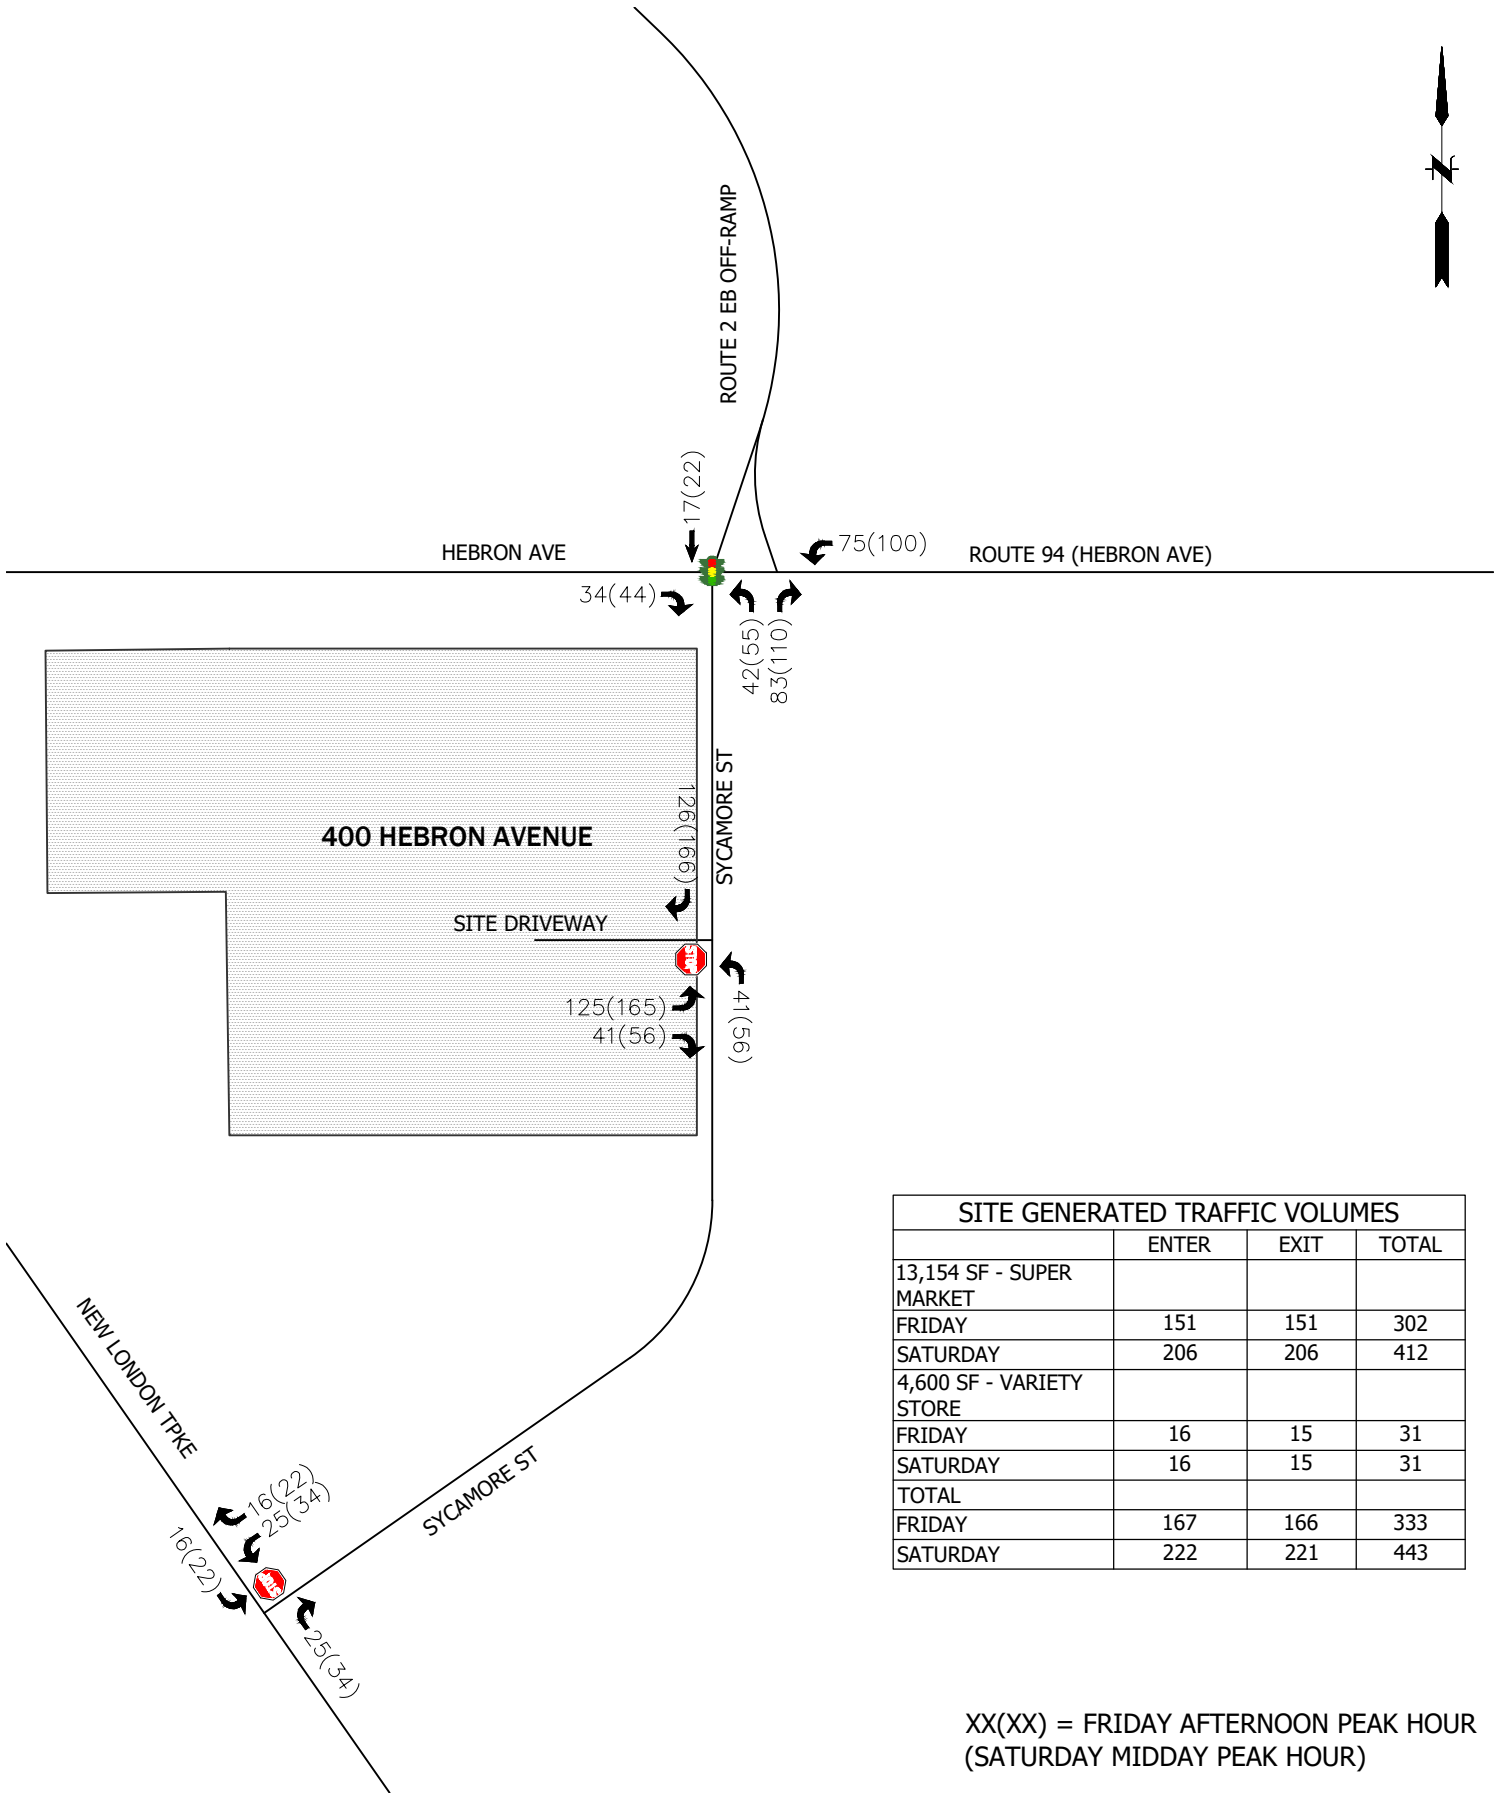 ROUTE 2 EB OFF-RAMP
N
17(22)
HEBRON AVE
75(100)
ROUTE 94 (HEBRON AVE)
34(44)
42(55)
83(110)
SYCAMORE ST
126(166)
400 HEBRON AVENUE
SITE DRIVEWAY
STOP
125(165)
41(56)
41(56)
SITE GENERATED TRAFFIC VOLUMES
ENTER EXIT TOTAL
13,154 SF - SUPER
MARKET
FRIDAY 151 151 302
SATURDAY 206 206 412
4,600 SF - VARIETY
STORE
FRIDAY 16 15 31
SATURDAY 16 15 31
TOTAL
FRIDAY 167 166 333
SATURDAY 222 221 443
NEW LONDON TPKE
SYCAMORE ST
16(22)
25(34)
16(22)
STOP
25(34)
XX(XX) = FRIDAY AFTERNOON PEAK HOUR
(SATURDAY MIDDAY PEAK HOUR)